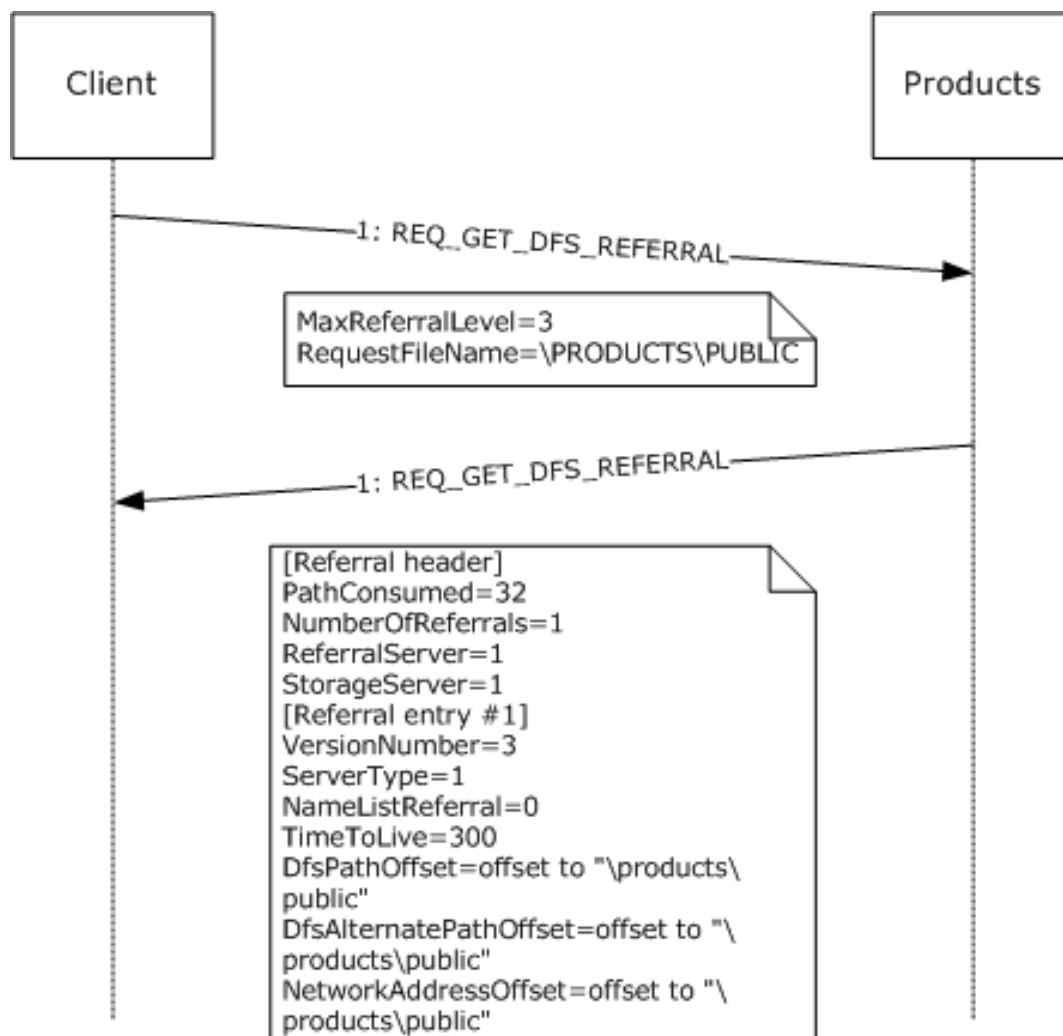 Client
Products
1: REQ_GET_DFS_REFERRAL
MaxReferralLevel=3
RequestFileName=\PRODUCTS\PUBLIC
1: REQ_GET_DFS_REFERRAL
[Referral header]
PathConsumed=32
NumberOfReferrals=1
ReferralServer=1
StorageServer=1
[Referral entry #1]
VersionNumber=3
ServerType=1
NameListReferral=0
TimeToLive=300
DfsPathOffset=offset to "\products\
public"
DfsAlternatePathOffset=offset to "\
products\public"
NetworkAddressOffset=offset to "\
products\public"